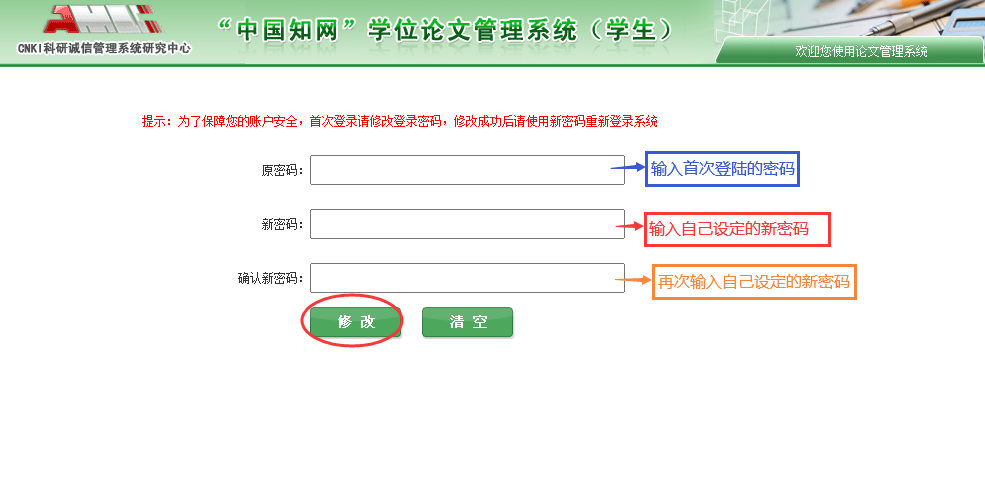 AMLC
CNKI科研诚信管理系统研究中心
“中国知网”学位论文管理系统（学生）
欢迎您使用论文管理系统
提示：为了保障您的账户安全，首次登录请修改登录密码，修改成功后请使用新密码重新登录系统
原密码：
输入首次登陆的密码
新密码：
输入自己设定的新密码
确认新密码：
再次输入自己设定的新密码
修 改
清 空